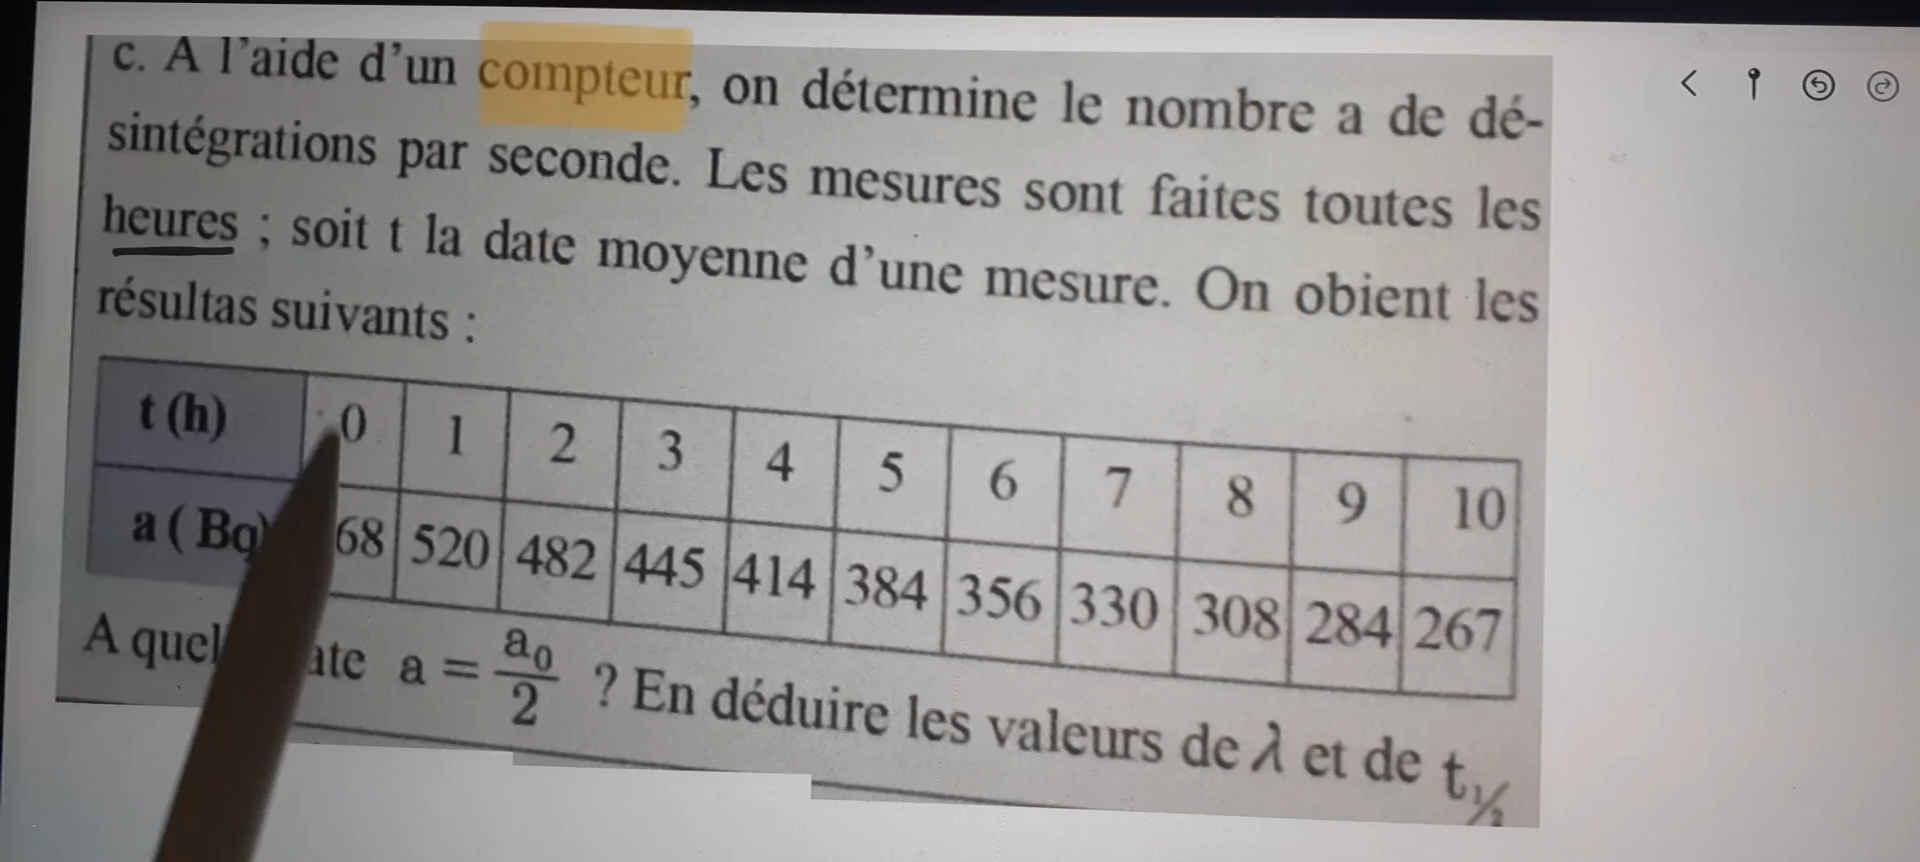 c. A l'aide d'un compteur, on détermine le nombre a de dé-
sintégrations par seconde. Les mesures sont faites toutes les
heures ; soit t la date moyenne d'une mesure. On obient les
résultas suivants :
t (h) 0 1 2 3 4 5 6 7 8 9 10
a ( Bq) 68 520 482 445 414 384 356 330 308 284 267
A a = a₀/2 ? En déduire les valeurs de λ et de t₁/₂